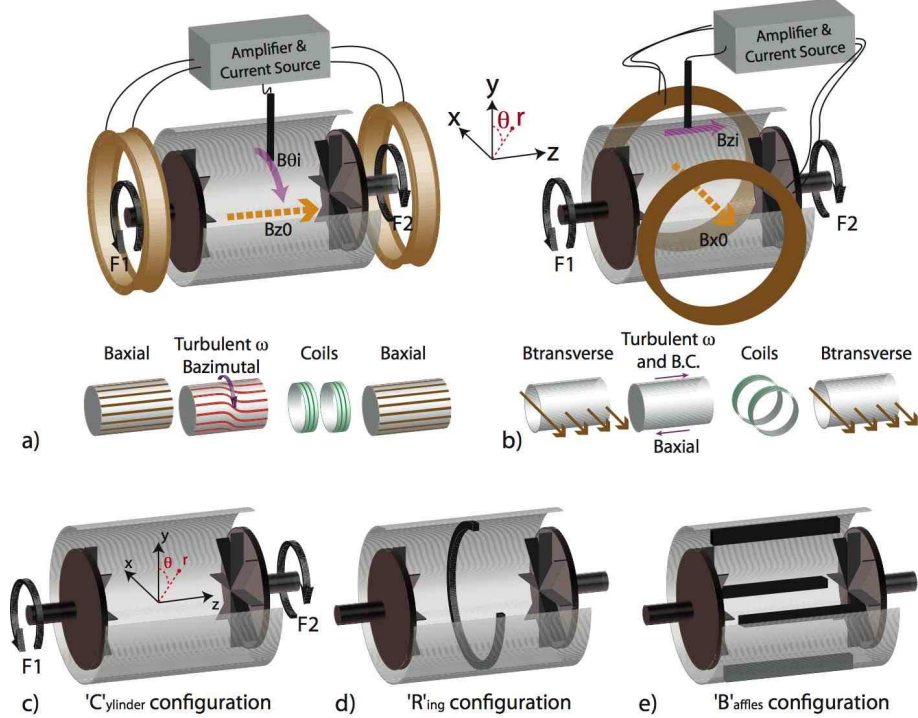 Amplifier &
Current Source
Bθi
Bz0
F1
F2
y
x
θ
r
z
Amplifier &
Current Source
Bzi
Bx0
F1
F2
Baxial
Turbulent ω
Bazimutal
Coils
Baxial
a)
Btransverse
Turbulent ω
and B.C.
Baxial
Coils
Btransverse
b)
y
x
θ
r
z
F1
F2
c) 'C'ylinder configuration
d) 'R'ing configuration
e) 'B'affles configuration